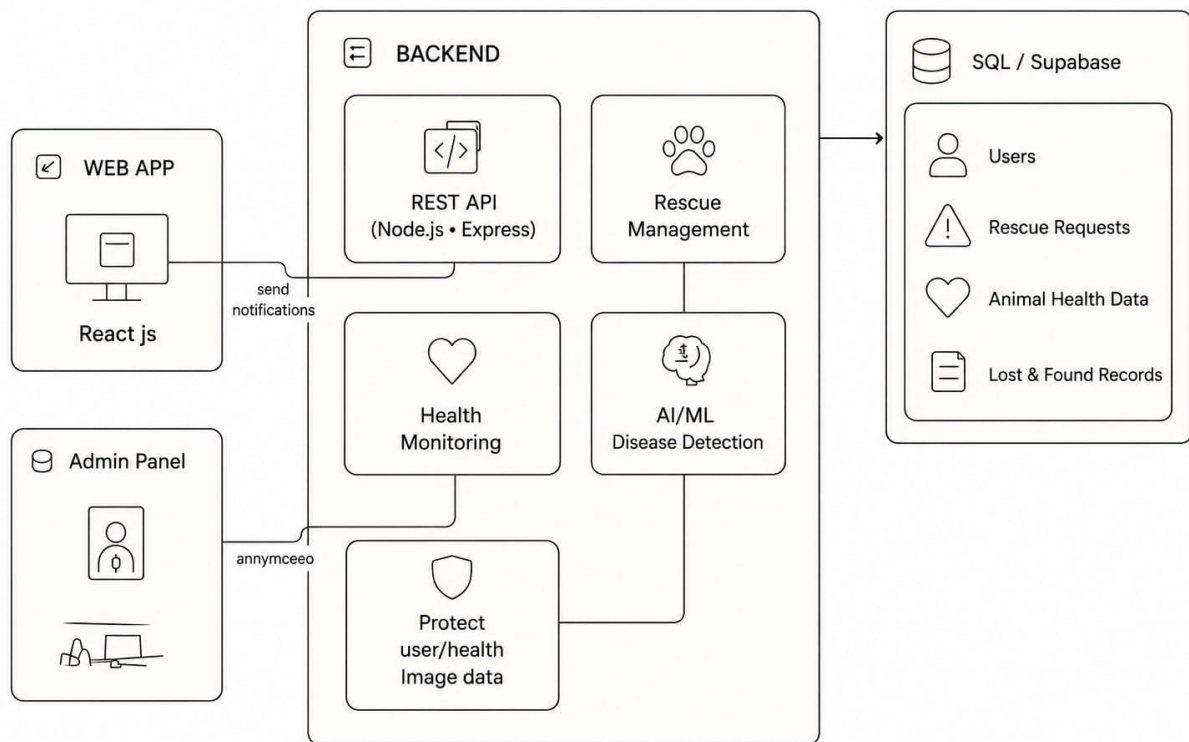 WEB APP
React js
send
notifications
Admin Panel
annymceeo
BACKEND
REST API
(Node.js • Express)
Rescue
Management
Health
Monitoring
AI/ML
Disease Detection
Protect
user/health
Image data
SQL / Supabase
Users
Rescue Requests
Animal Health Data
Lost & Found Records